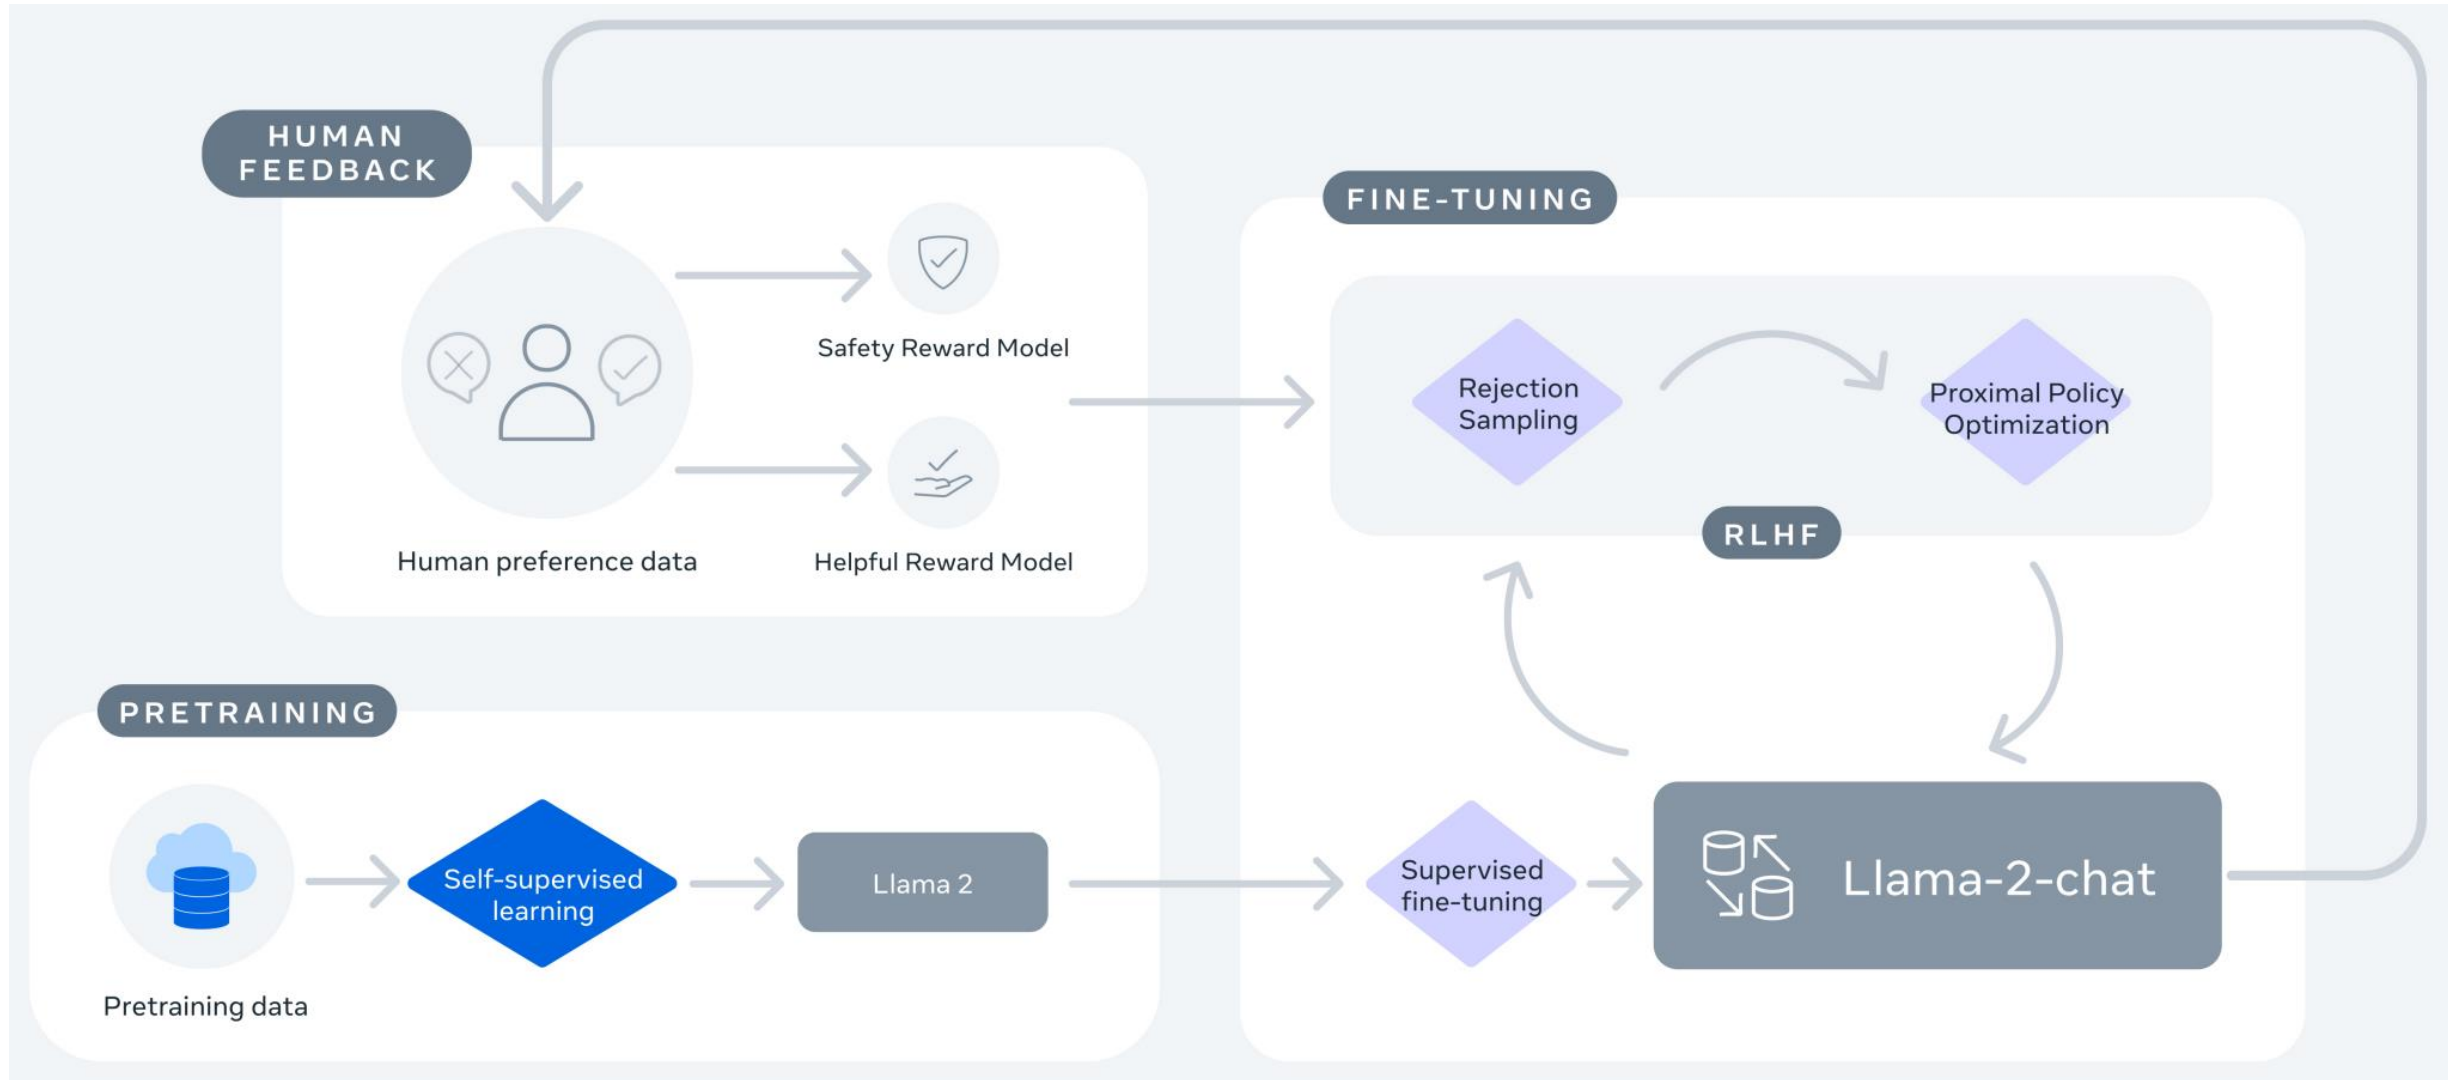 HUMAN
FEEDBACK
Safety Reward Model
Human preference data
Helpful Reward Model
FINE-TUNING
Rejection
Sampling
Proximal Policy
Optimization
RLHF
PRETRAINING
Pretraining data
Self-supervised
learning
Llama 2
Supervised
fine-tuning
Llama-2-chat